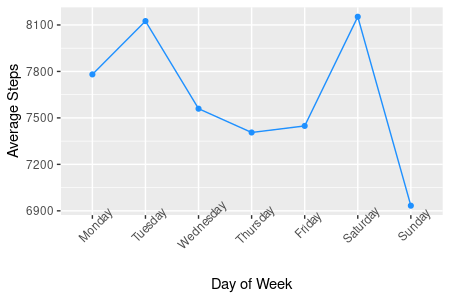 Average Steps
8100
7800
7500
7200
6900
Monday
Tuesday
Wednesday
Thursday
Friday
Saturday
Sunday
Day of Week